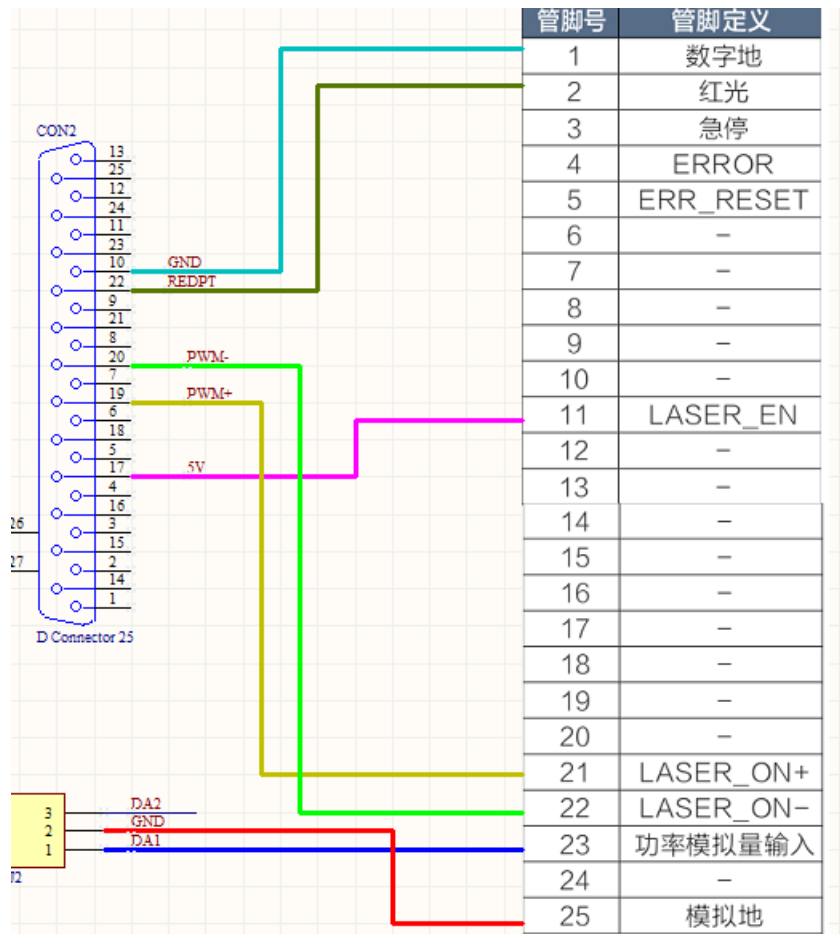 CON2
13
25
12
24
11
23
10 GND
22 REDPT
9
21
8
20 PWM-
7
19 PWM+
6
18
5
17 5V
4
16
26 3
15
27 2
14
1
D Connector 25
3 DA2
2 GND
1 DA1
J2
管脚号 管脚定义
1 数字地
2 红光
3 急停
4 ERROR
5 ERR_RESET
6 –
7 –
8 –
9 –
10 –
11 LASER_EN
12 –
13 –
14 –
15 –
16 –
17 –
18 –
19 –
20 –
21 LASER_ON+
22 LASER_ON–
23 功率模拟量输入
24 –
25 模拟地